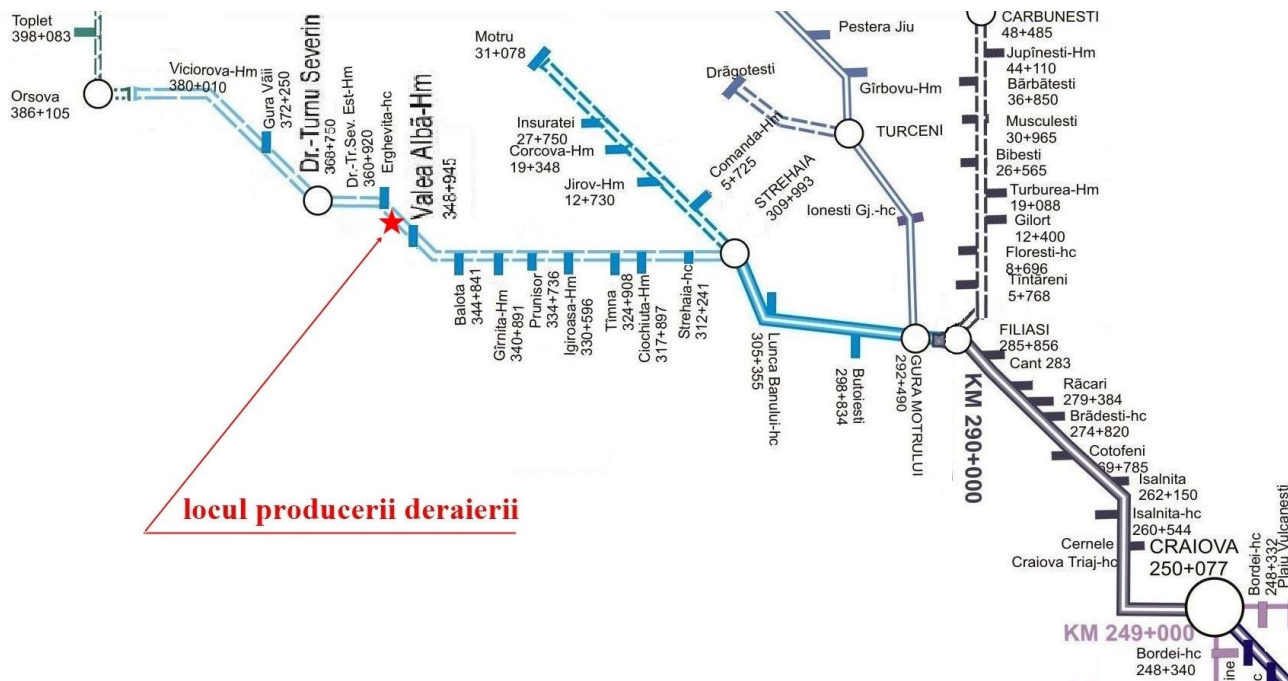 Toplet
398+083
Orsova
386+105
Viciorova-Hm
380+010
Gura Văii
372+250
Dr.-Turnu Severin
368+750
Dr.-Tr.Sev. Est-Hm
360+920
Erghevita-hc
Valea Albă-Hm
348+945
Balota
344+841
Gîrnita-Hm
340+891
Prunisor
334+736
Igiroasa-Hm
330+596
Tîmna
324+908
Ciochiuta-Hm
317+897
Strehaia-hc
312+241
Motru
31+078
Insuratei
27+750
Corcova-Hm
19+348
Jirov-Hm
12+730
Comanda-Hm
5+725
STREHAIA
309+993
Lunca Banului-hc
305+355
Butoiesti
298+834
GURA MOTRULUI
292+490
KM 290+000
Pestera Jiu
Drăgotesti
Gîrbovu-Hm
TURCENI
Ionesti Gj.-hc
CARBUNESTI
48+485
Jupînesti-Hm
44+110
Bărbătesti
36+850
Musculesti
30+965
Bibesti
26+565
Turburea-Hm
19+088
Gilort
12+400
Floresti-hc
8+696
Tîntăreni
5+768
FILIASI
285+856
Cant 283
Răcari
279+384
Brădesti-hc
274+820
Cotofeni
69+785
Isalnita
262+150
Isalnita-hc
260+544
Cernele
Craiova Triaj-hc
CRAIOVA
250+077
KM 249+000
Bordei-hc
248+332
Plaiu Vulcanesti
Bordei-hc
248+340
ine
c
locul producerii deraierii